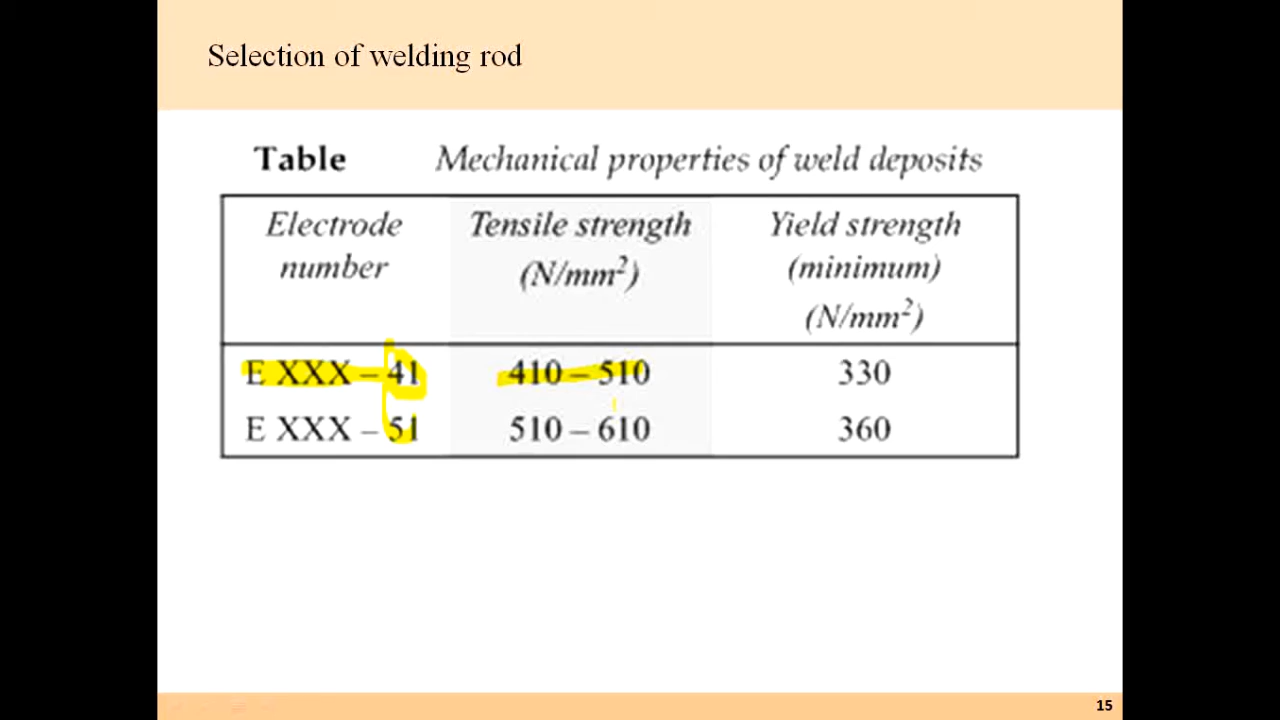 Selection of welding rod
Table Mechanical properties of weld deposits
Electrode number Tensile strength (N/mm²) Yield strength (minimum) (N/mm²)
E XXX – 41 410 – 510 330
E XXX – 51 510 – 610 360
15